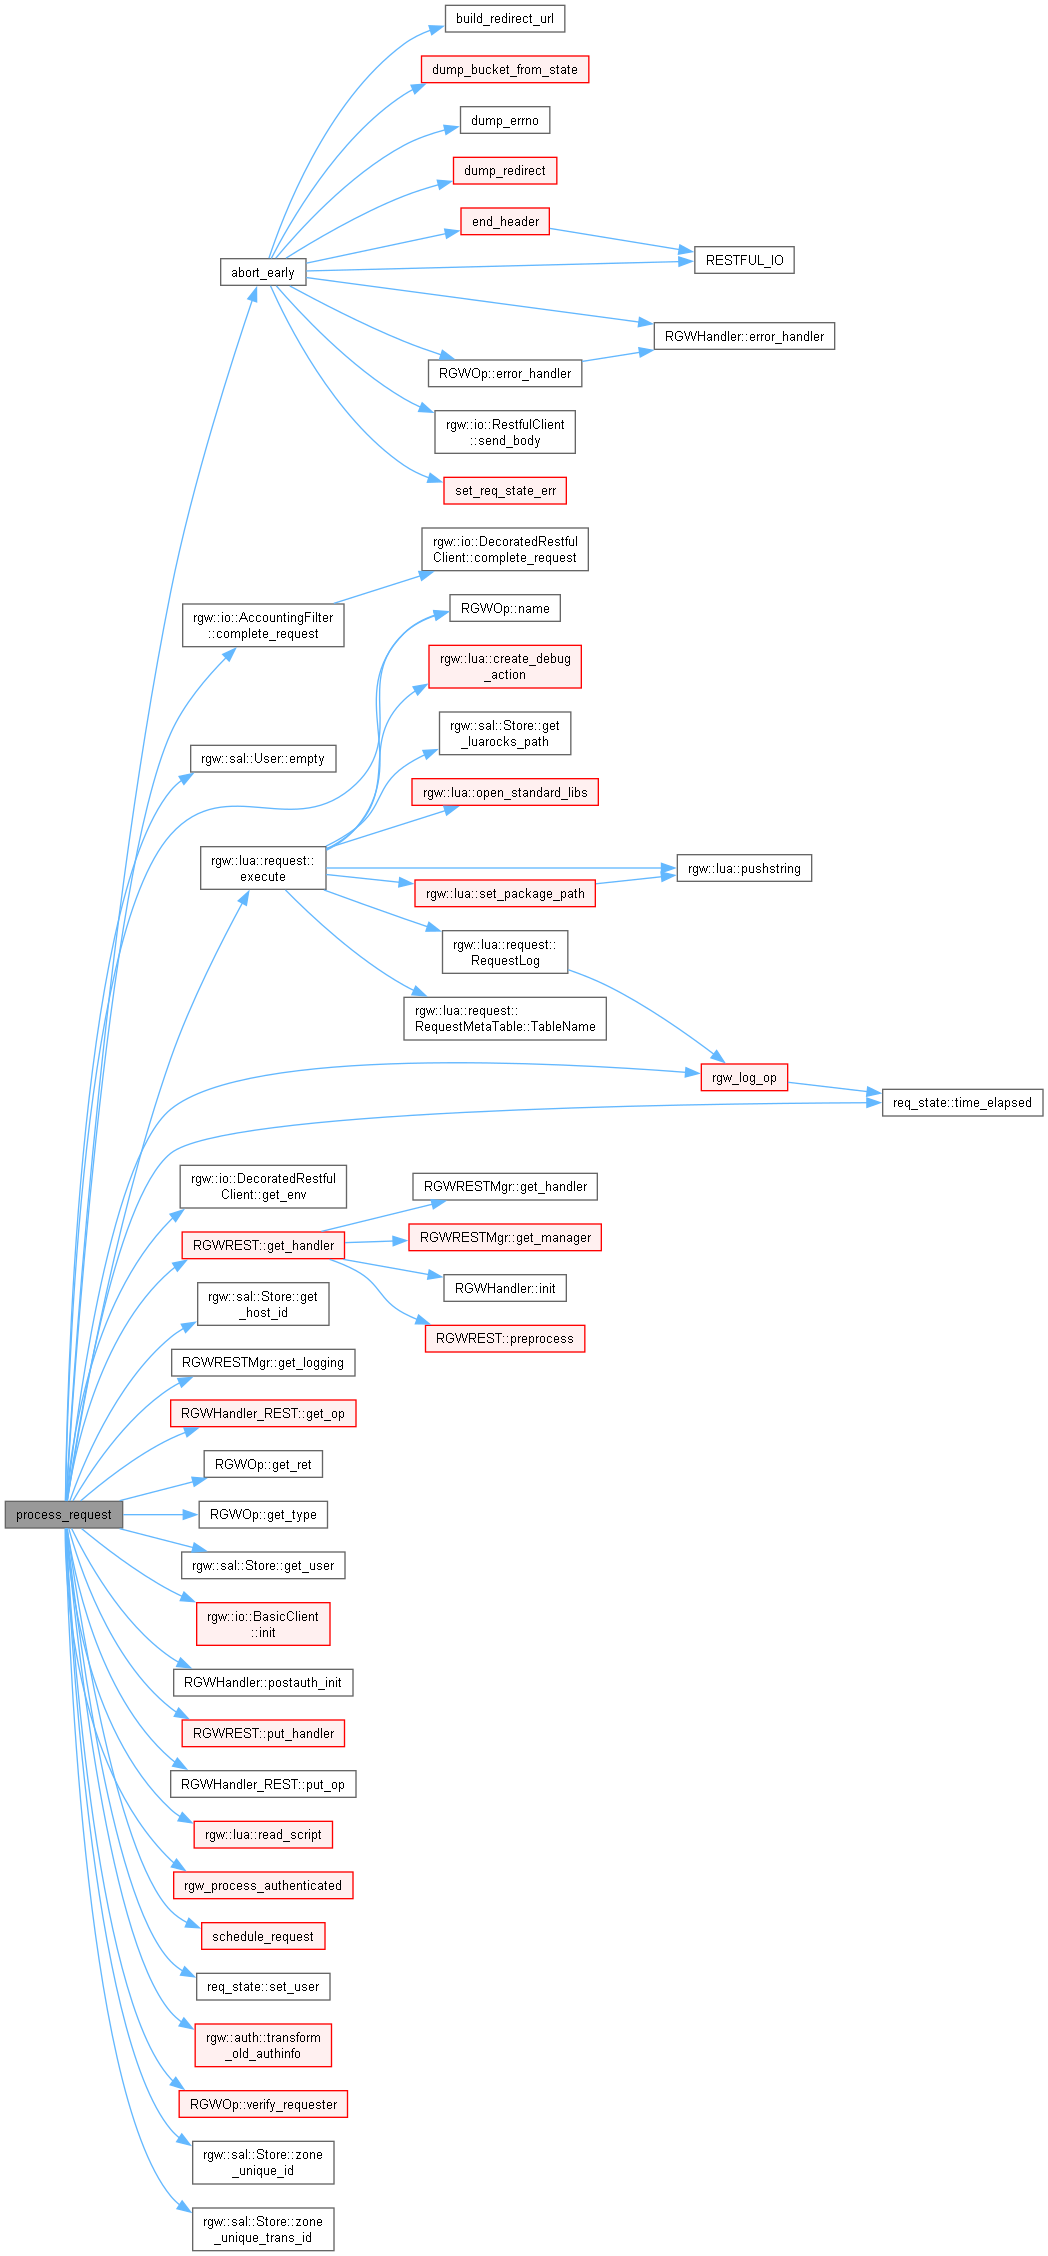 build_redirect_url
dump_bucket_from_state
dump_errno
dump_redirect
end_header
RESTFUL_IO
abort_early
RGWHandler::error_handler
RGWOp::error_handler
rgw::io::RestfulClient
::send_body
set_req_state_err
rgw::io::DecoratedRestful
Client::complete_request
rgw::io::AccountingFilter
::complete_request
RGWOp::name
rgw::lua::create_debug
_action
rgw::sal::Store::get
_luarocks_path
rgw::sal::User::empty
rgw::lua::open_standard_libs
rgw::lua::request::
execute
rgw::lua::pushstring
rgw::lua::set_package_path
rgw::lua::request::
RequestLog
rgw::lua::request::
RequestMetaTable::TableName
rgw_log_op
req_state::time_elapsed
rgw::io::DecoratedRestful
Client::get_env
RGWRESTMgr::get_handler
RGWREST::get_handler
RGWRESTMgr::get_manager
RGWHandler::init
rgw::sal::Store::get
_host_id
RGWREST::preprocess
RGWRESTMgr::get_logging
RGWHandler_REST::get_op
RGWOp::get_ret
process_request
RGWOp::get_type
rgw::sal::Store::get_user
rgw::io::BasicClient
::init
RGWHandler::postauth_init
RGWREST::put_handler
RGWHandler_REST::put_op
rgw::lua::read_script
rgw_process_authenticated
schedule_request
req_state::set_user
rgw::auth::transform
_old_authinfo
RGWOp::verify_requester
rgw::sal::Store::zone
_unique_id
rgw::sal::Store::zone
_unique_trans_id